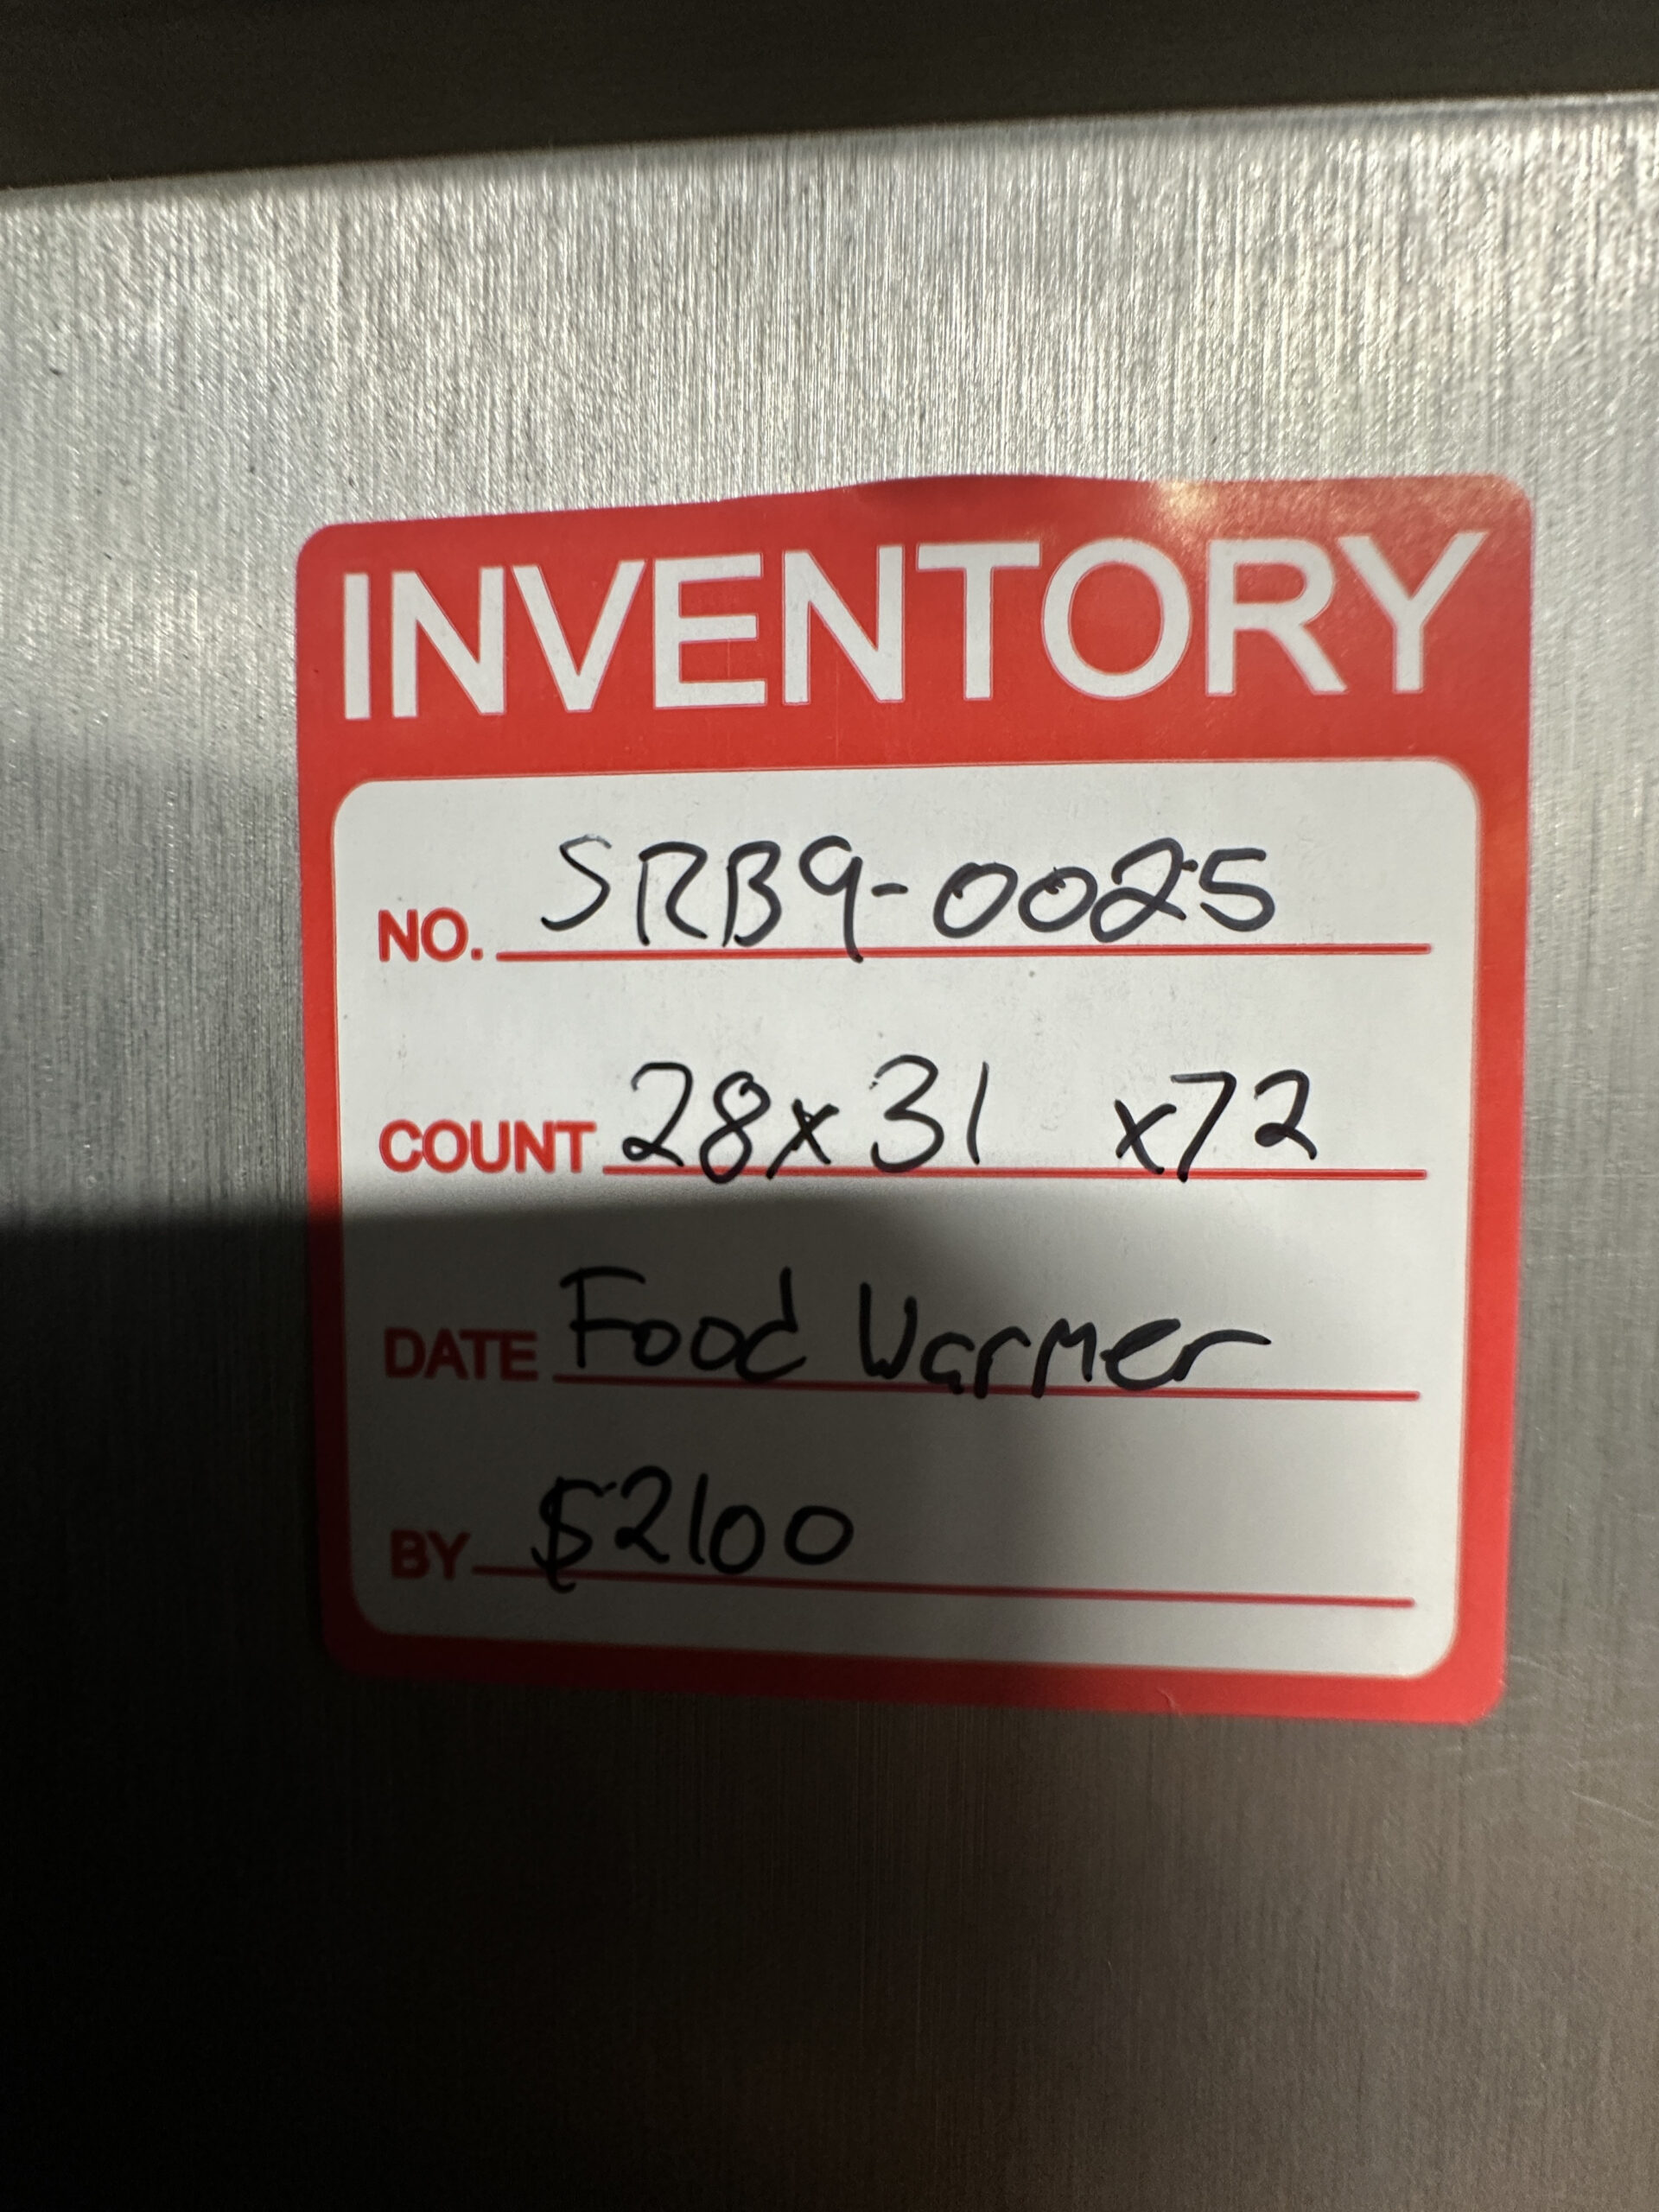 INVENTORY
NO. SRB9-0025
COUNT 28x31 x72
DATE Food Warmer
BY $2100